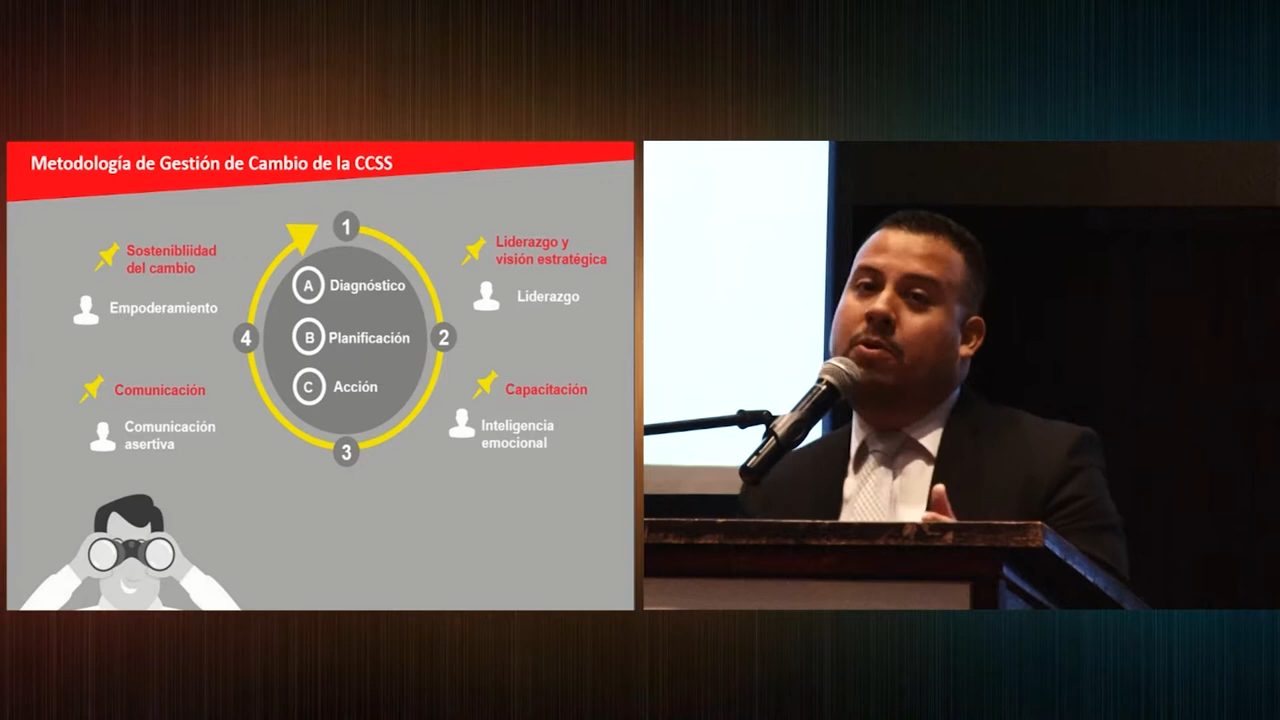 Metodología de Gestión de Cambio de la CCSS
1
Sostenibliidad
del cambio
Empoderamiento
Liderazgo y
visión estratégica
Liderazgo
A Diagnóstico
B Planificación
C Acción
4
2
Comunicación
Comunicación
asertiva
Capacitación
Inteligencia
emocional
3